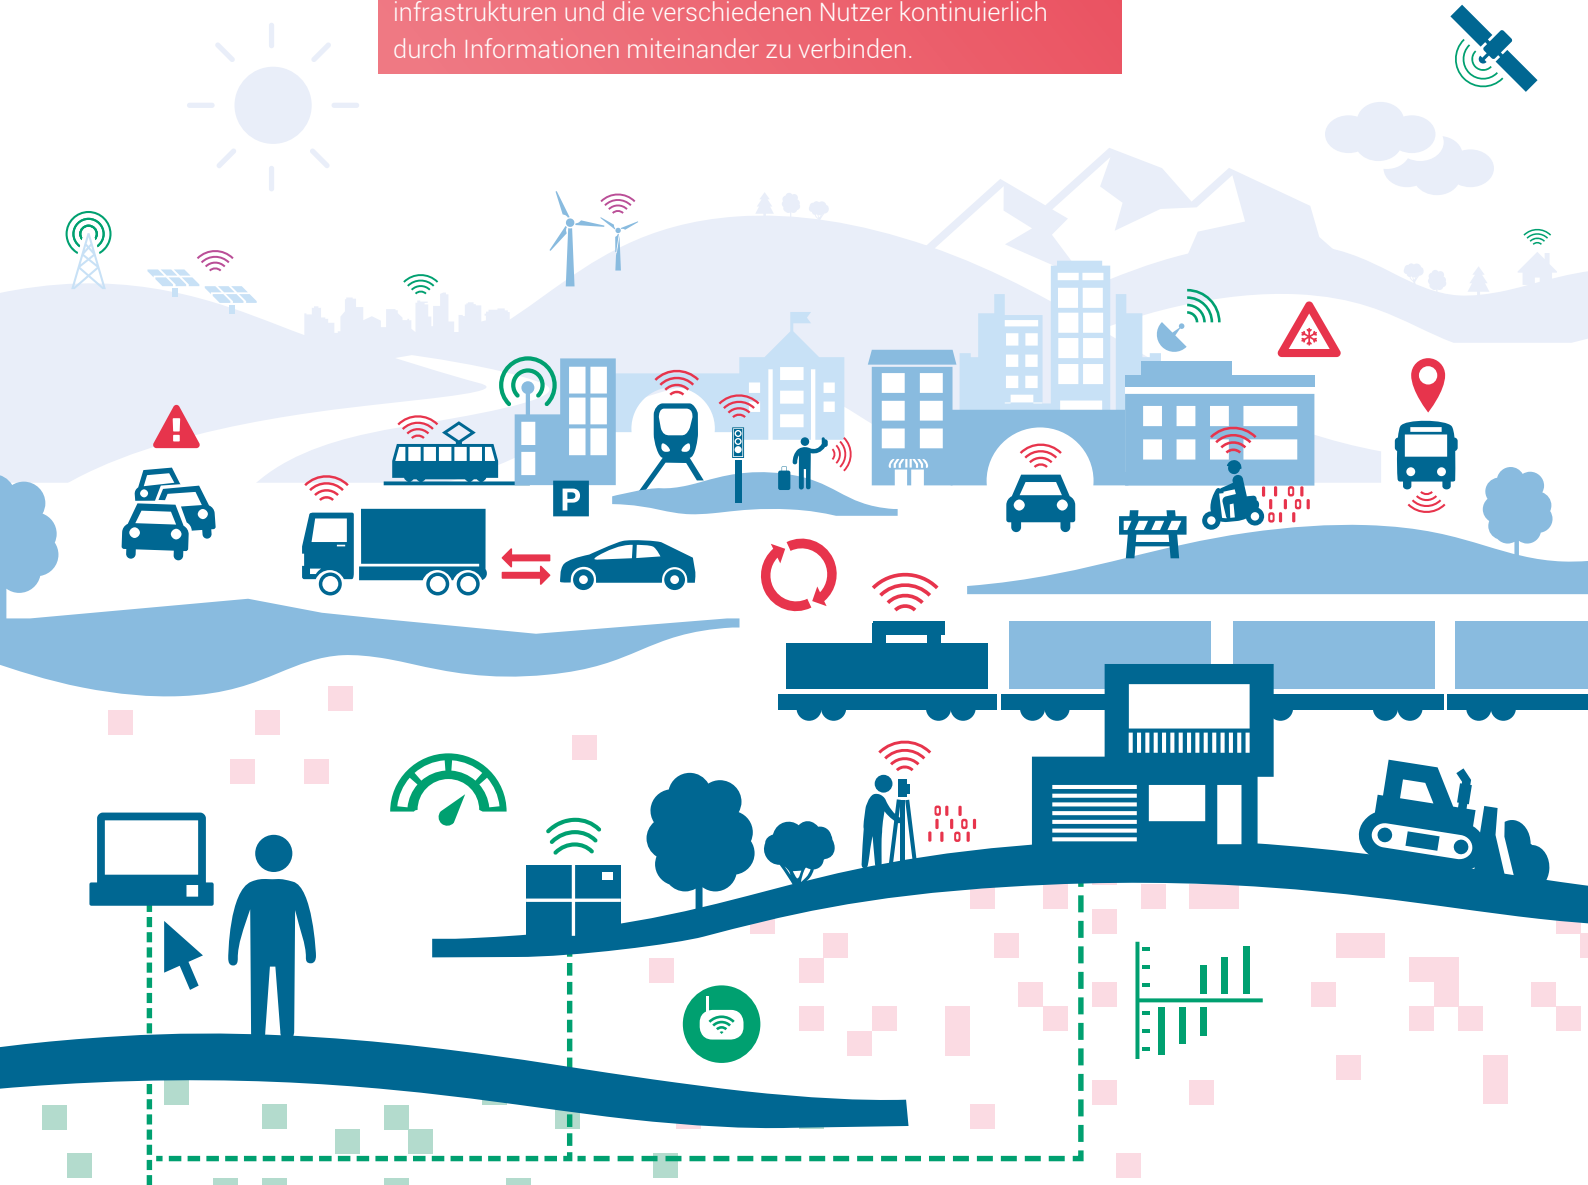 infrastrukturen und die verschiedenen Nutzer kontinuierlich
durch Informationen miteinander zu verbinden.
P